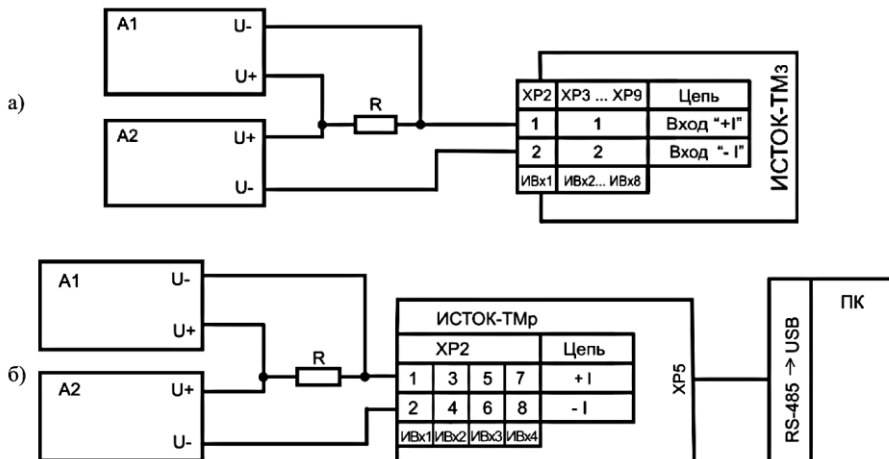 а)
A1
U-
U+
R
A2
U+
U-
XP2 XP3 ... XP9 Цепь
1 1 Вход “+I”
2 2 Вход “- I”
ИВх1 ИВх2... ИВх8
ИСТОК-ТМ3
б)
A1
U-
U+
R
A2
U+
U-
ИСТОК-ТМр
XP2 Цепь
1 3 5 7 + I
2 4 6 8 - I
ИВх1 ИВх2 ИВх3 ИВх4
XP5
RS-485 → USB
ПК